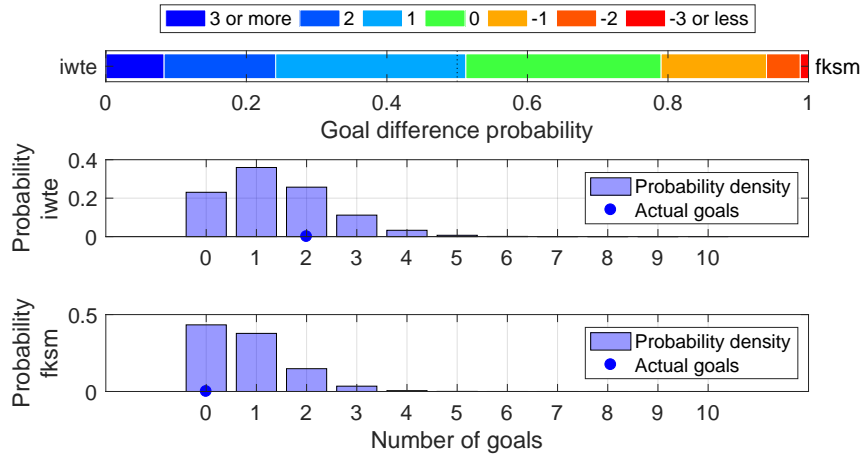 3 or more 2 1 0 -1 -2 -3 or less
iwte fksm
0 0.2 0.4 0.6 0.8 1
Goal difference probability
Probability
iwte
0.4
0.2
0
Probability density
Actual goals
0 1 2 3 4 5 6 7 8 9 10
Probability
fksm
0.5
0
Probability density
Actual goals
0 1 2 3 4 5 6 7 8 9 10
Number of goals